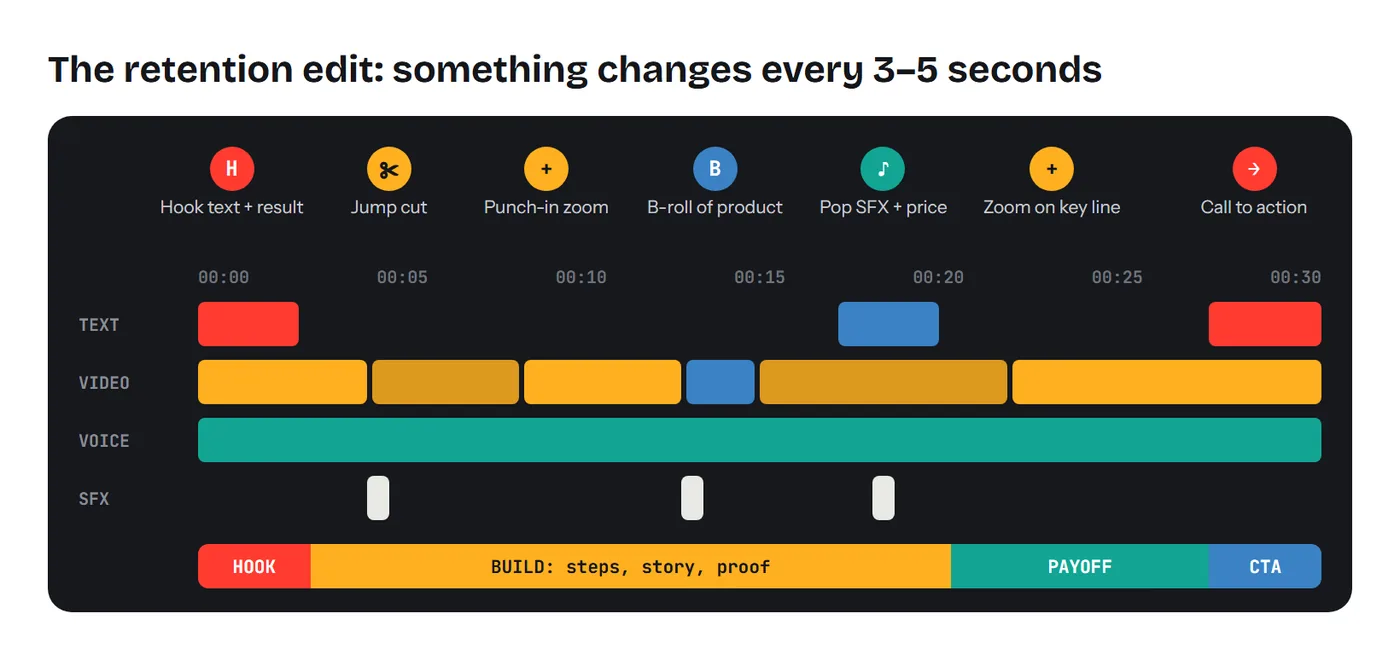 The retention edit: something changes every 3–5 seconds
H
B
Hook text + result
Jump cut
Punch-in zoom
B-roll of product
Pop SFX + price
Zoom on key line
Call to action
00:00 00:05 00:10 00:15 00:20 00:25 00:30
TEXT
VIDEO
VOICE
SFX
HOOK
BUILD: steps, story, proof
PAYOFF
CTA